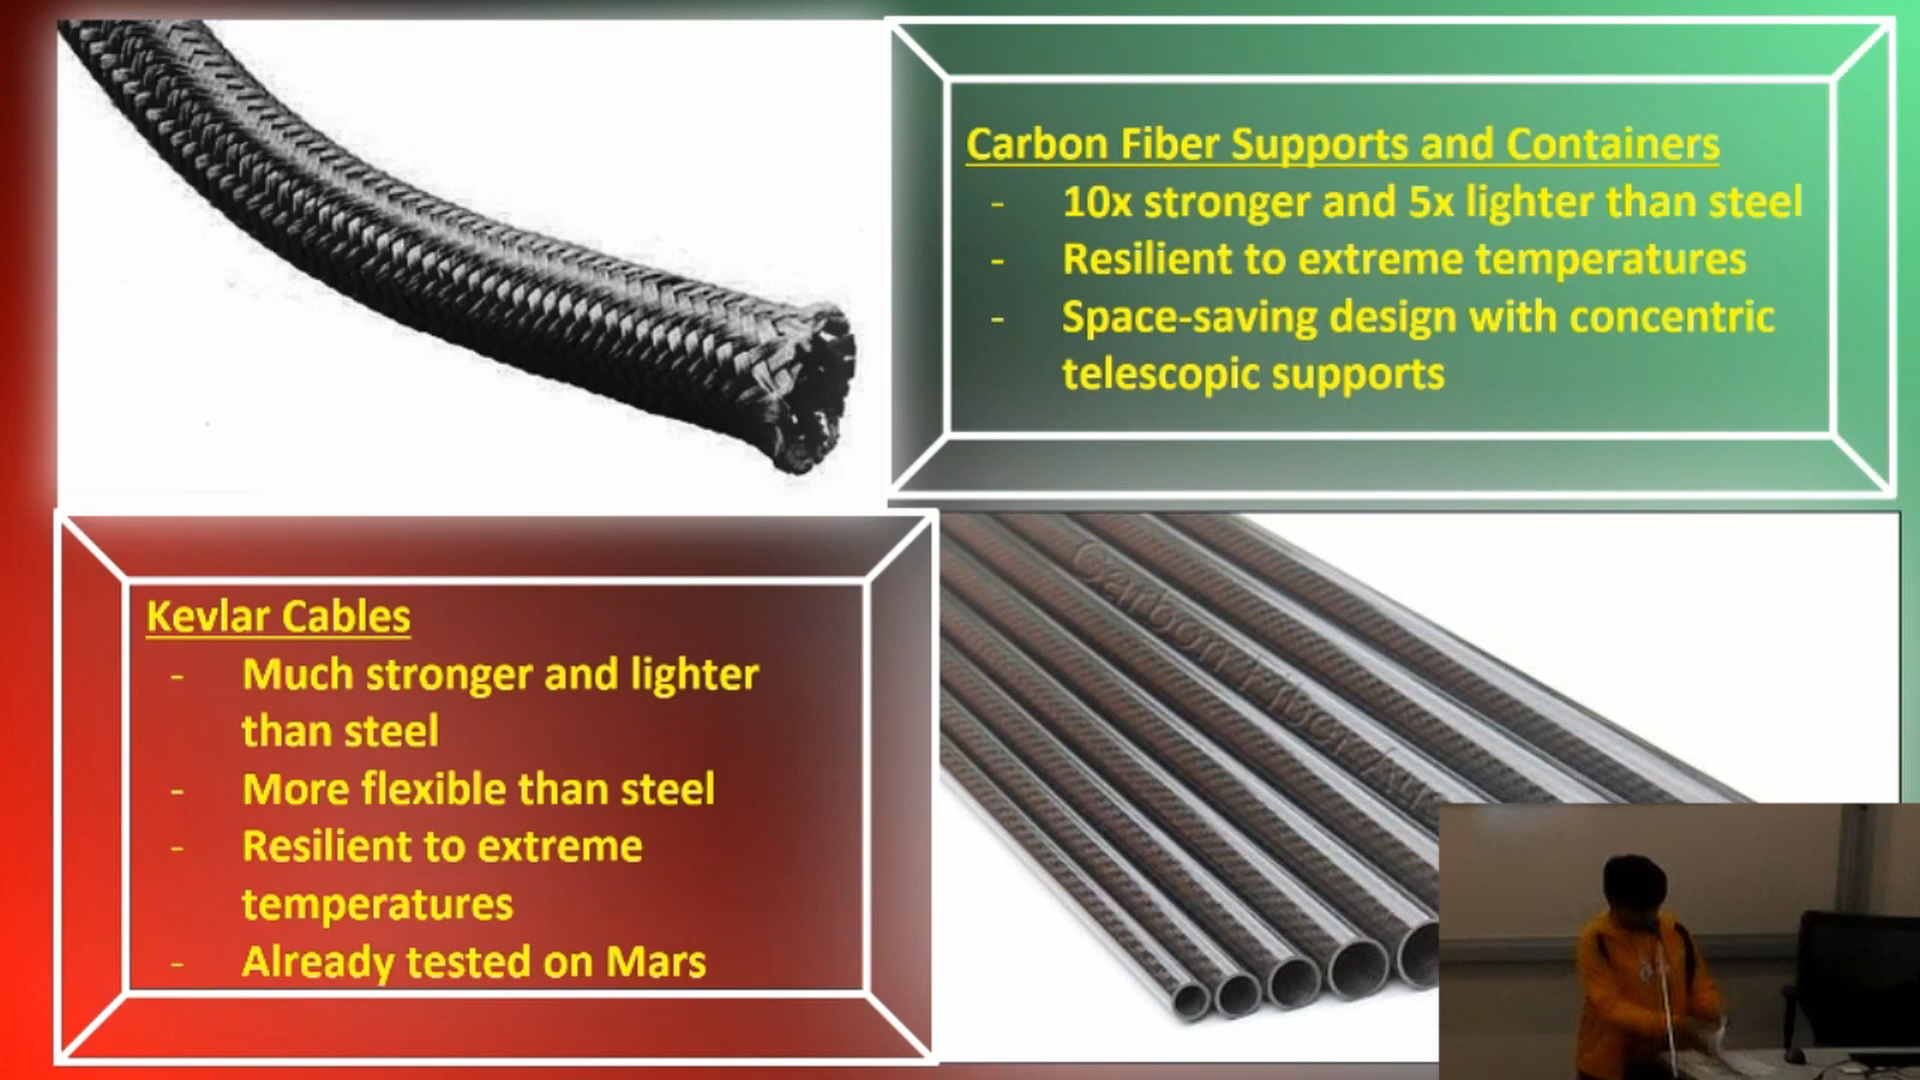 Carbon Fiber Supports and Containers
- 10x stronger and 5x lighter than steel
- Resilient to extreme temperatures
- Space-saving design with concentric
telescopic supports
Kevlar Cables
- Much stronger and lighter
than steel
- More flexible than steel
- Resilient to extreme
temperatures
- Already tested on Mars
Carbon Fiber